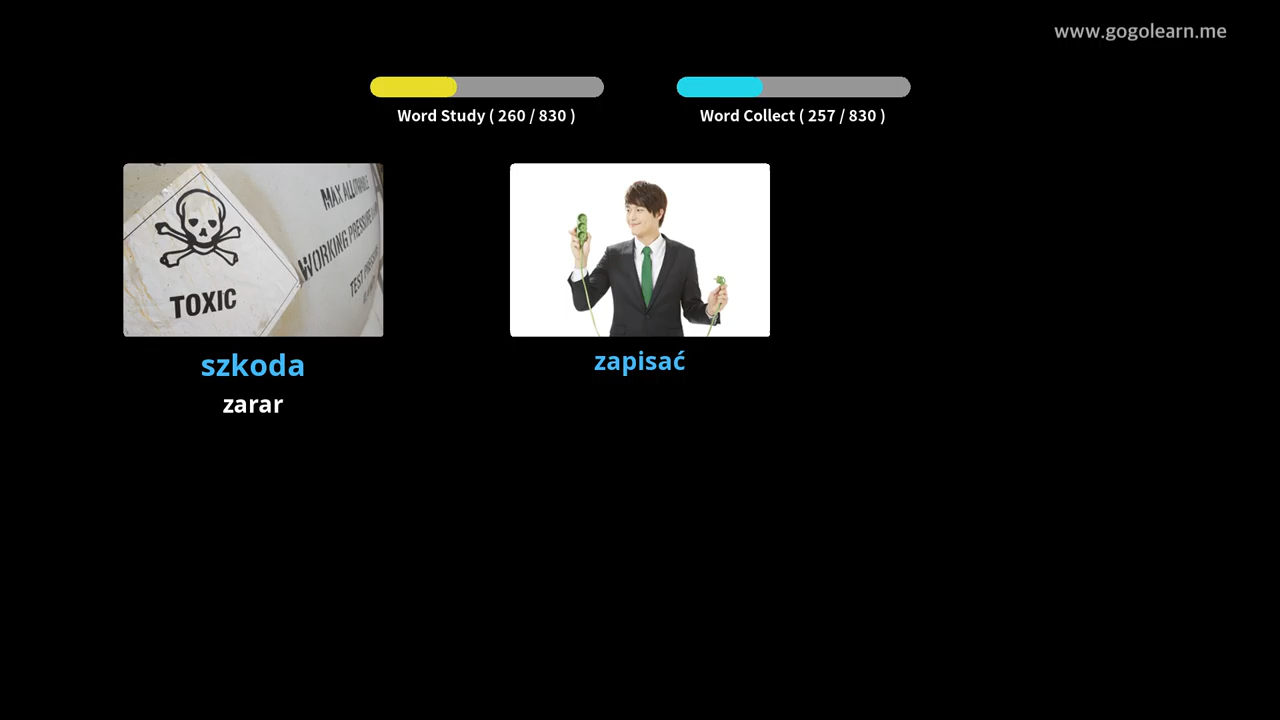 www.gogolearn.me
Word Study ( 260 / 830 )
Word Collect ( 257 / 830 )
MAX ALLOWABLE
WORKING PRESSURE
TEST
TOXIC
szkoda
zapisać
zarar